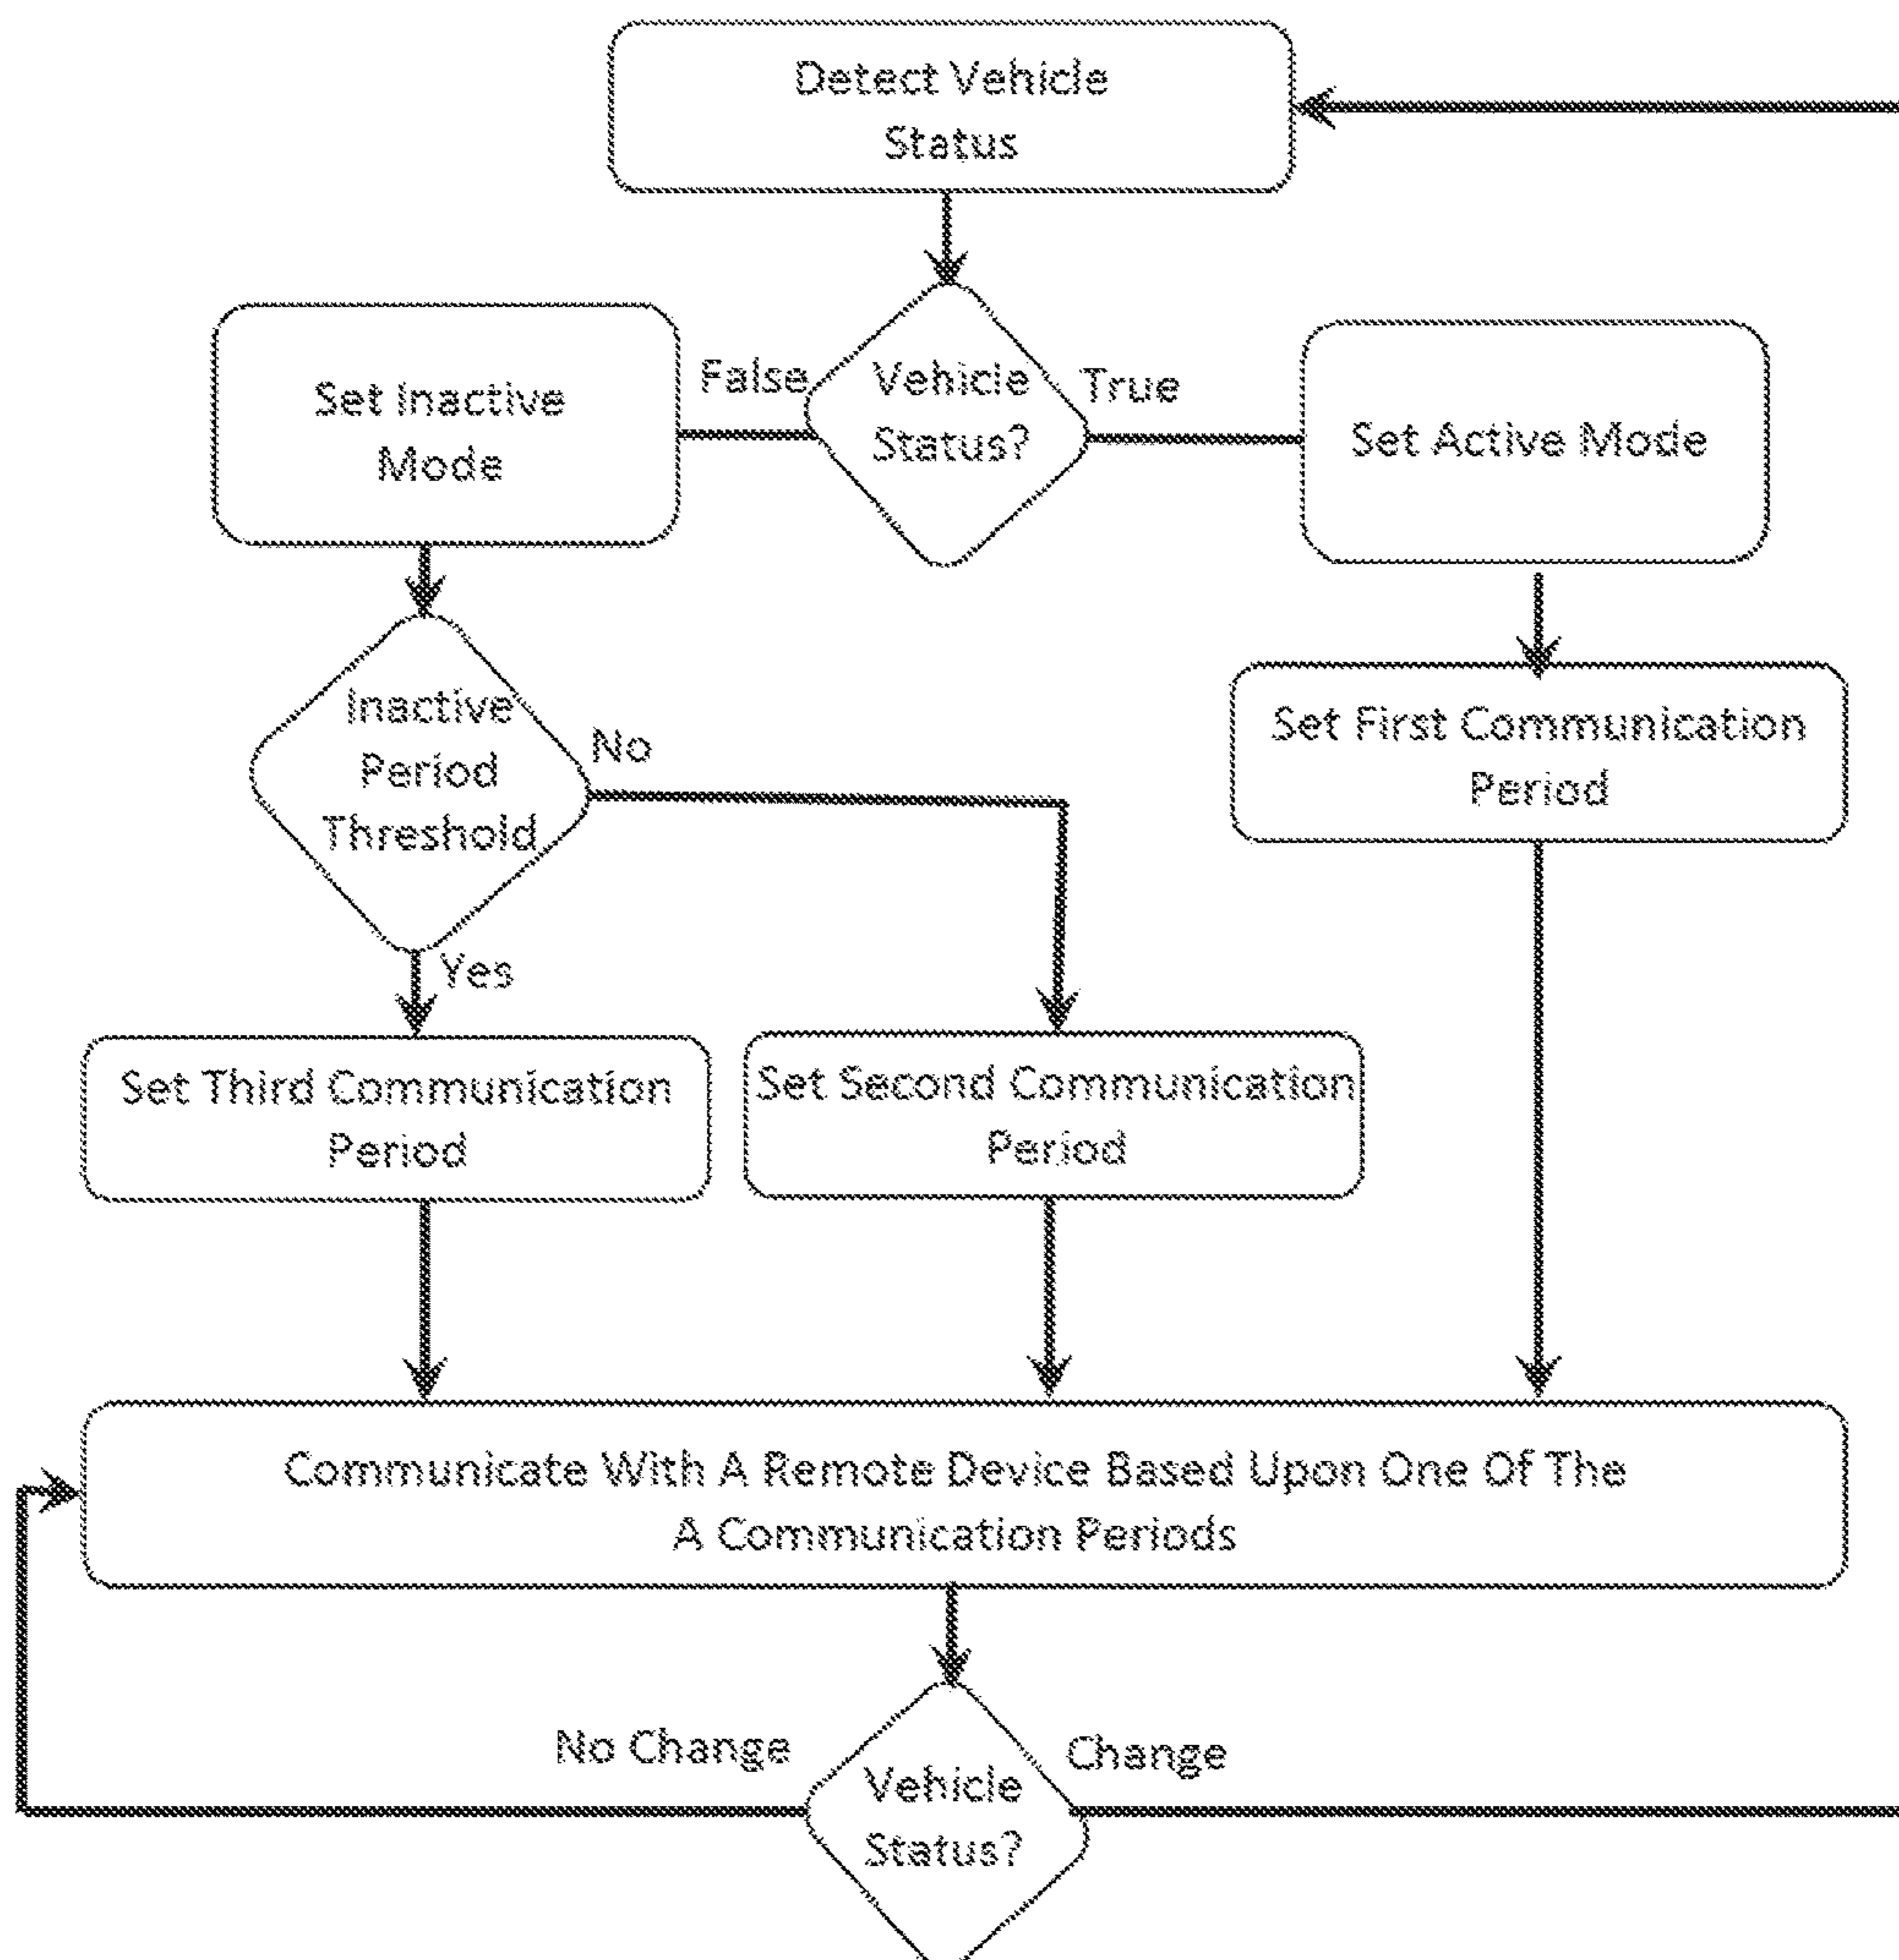 Detect Vehicle
Status
False
Vehicle
Status?
True
Set Inactive
Mode
Set Active Mode
Inactive
Period
Threshold
No
Yes
Set First Communication
Period
Set Third Communication
Period
Set Second Communication
Period
Communicate With A Remote Device Based Upon One Of The
A Communication Periods
No Change
Vehicle
Status?
Change